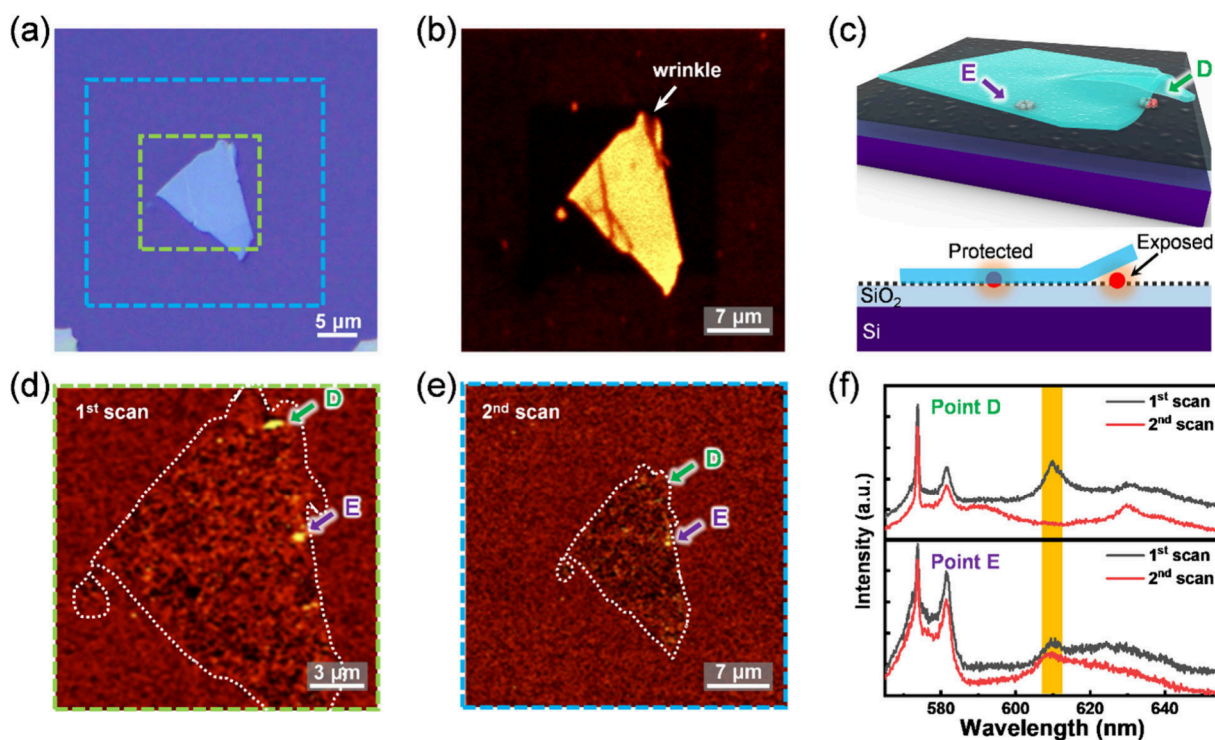 (a)
5 μm
(b)
wrinkle
7 μm
(c)
E
D
Protected
Exposed
SiO₂
Si
(d)
1st scan
D
E
3 μm
(e)
2nd scan
D
E
7 μm
(f)
Point D
1st scan
2nd scan
Point E
1st scan
2nd scan
Intensity (a.u.)
580 600 620 640
Wavelength (nm)